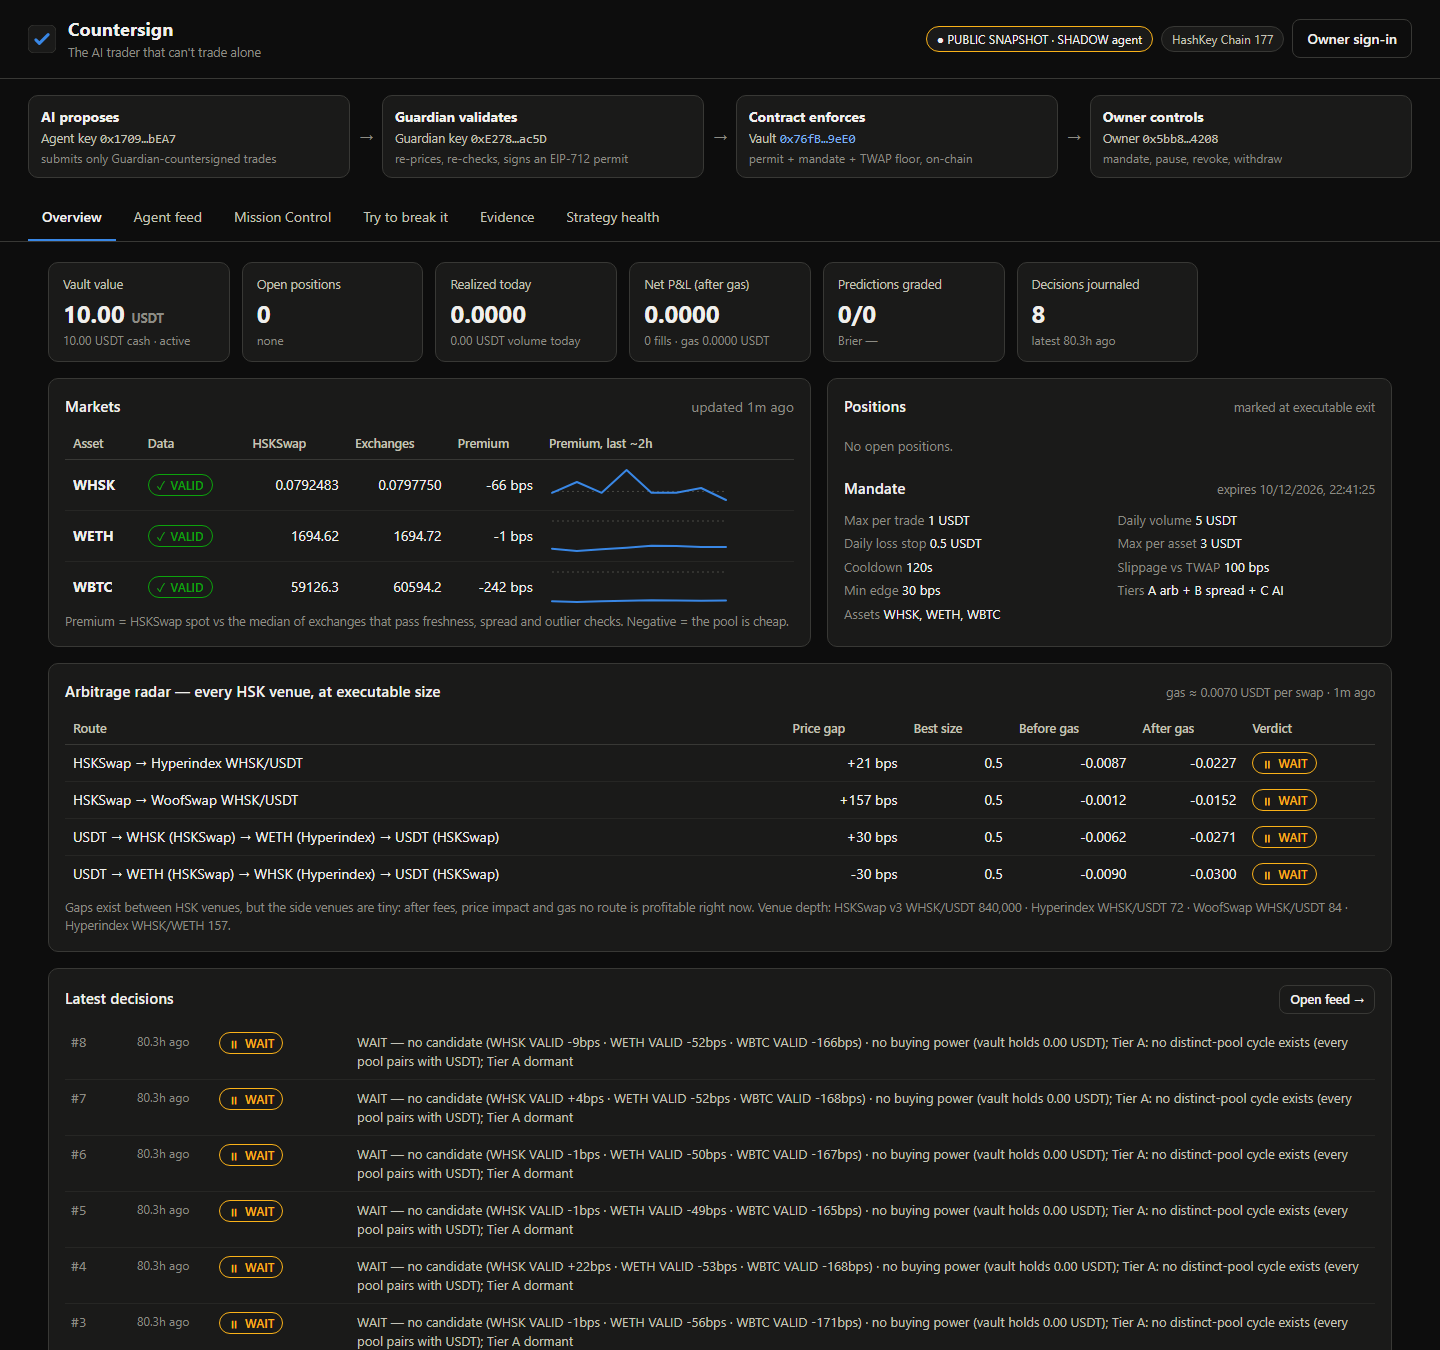 Countersign
The AI trader that can't trade alone
● PUBLIC SNAPSHOT · SHADOW agent
HashKey Chain 177
Owner sign-in
AI proposes
Agent key 0x1709…bEA7
submits only Guardian-countersigned trades
→
Guardian validates
Guardian key 0xE278…ac5D
re-prices, re-checks, signs an EIP-712 permit
→
Contract enforces
Vault 0x76fB…9eE0
permit + mandate + TWAP floor, on-chain
→
Owner controls
Owner 0x5bb8…4208
mandate, pause, revoke, withdraw
Overview Agent feed Mission Control Try to break it Evidence Strategy health
Vault value
10.00 USDT
10.00 USDT cash · active
Open positions
0
none
Realized today
0.0000
0.00 USDT volume today
Net P&L (after gas)
0.0000
0 fills · gas 0.0000 USDT
Predictions graded
0/0
Brier —
Decisions journaled
8
latest 80.3h ago
Markets updated 1m ago
Asset Data HSKSwap Exchanges Premium Premium, last ~2h
WHSK ✓ VALID 0.0792483 0.0797750 -66 bps
WETH ✓ VALID 1694.62 1694.72 -1 bps
WBTC ✓ VALID 59126.3 60594.2 -242 bps
Premium = HSKSwap spot vs the median of exchanges that pass freshness, spread and outlier checks. Negative = the pool is cheap.
Positions marked at executable exit
No open positions.
Mandate expires 10/12/2026, 22:41:25
Max per trade 1 USDT Daily volume 5 USDT
Daily loss stop 0.5 USDT Max per asset 3 USDT
Cooldown 120s Slippage vs TWAP 100 bps
Min edge 30 bps Tiers A arb + B spread + C AI
Assets WHSK, WETH, WBTC
Arbitrage radar — every HSK venue, at executable size gas ≈ 0.0070 USDT per swap · 1m ago
Route Price gap Best size Before gas After gas Verdict
HSKSwap → Hyperindex WHSK/USDT +21 bps 0.5 -0.0087 -0.0227 ⏸ WAIT
HSKSwap → WoofSwap WHSK/USDT +157 bps 0.5 -0.0012 -0.0152 ⏸ WAIT
USDT → WHSK (HSKSwap) → WETH (Hyperindex) → USDT (HSKSwap) +30 bps 0.5 -0.0062 -0.0271 ⏸ WAIT
USDT → WETH (HSKSwap) → WHSK (Hyperindex) → USDT (HSKSwap) -30 bps 0.5 -0.0090 -0.0300 ⏸ WAIT
Gaps exist between HSK venues, but the side venues are tiny: after fees, price impact and gas no route is profitable right now. Venue depth: HSKSwap v3 WHSK/USDT 840,000 · Hyperindex WHSK/USDT 72 · WoofSwap WHSK/USDT 84 ·
Hyperindex WHSK/WETH 157.
Latest decisions Open feed →
#8 80.3h ago ⏸ WAIT WAIT — no candidate (WHSK VALID -9bps · WETH VALID -52bps · WBTC VALID -166bps) · no buying power (vault holds 0.00 USDT); Tier A: no distinct-pool cycle exists (every
pool pairs with USDT); Tier A dormant
#7 80.3h ago ⏸ WAIT WAIT — no candidate (WHSK VALID +4bps · WETH VALID -52bps · WBTC VALID -168bps) · no buying power (vault holds 0.00 USDT); Tier A: no distinct-pool cycle exists (every
pool pairs with USDT); Tier A dormant
#6 80.3h ago ⏸ WAIT WAIT — no candidate (WHSK VALID -1bps · WETH VALID -50bps · WBTC VALID -167bps) · no buying power (vault holds 0.00 USDT); Tier A: no distinct-pool cycle exists (every
pool pairs with USDT); Tier A dormant
#5 80.3h ago ⏸ WAIT WAIT — no candidate (WHSK VALID -1bps · WETH VALID -49bps · WBTC VALID -165bps) · no buying power (vault holds 0.00 USDT); Tier A: no distinct-pool cycle exists (every
pool pairs with USDT); Tier A dormant
#4 80.3h ago ⏸ WAIT WAIT — no candidate (WHSK VALID +22bps · WETH VALID -53bps · WBTC VALID -168bps) · no buying power (vault holds 0.00 USDT); Tier A: no distinct-pool cycle exists (every
pool pairs with USDT); Tier A dormant
#3 80.3h ago ⏸ WAIT WAIT — no candidate (WHSK VALID -1bps · WETH VALID -56bps · WBTC VALID -171bps) · no buying power (vault holds 0.00 USDT); Tier A: no distinct-pool cycle exists (every
pool pairs with USDT); Tier A dormant